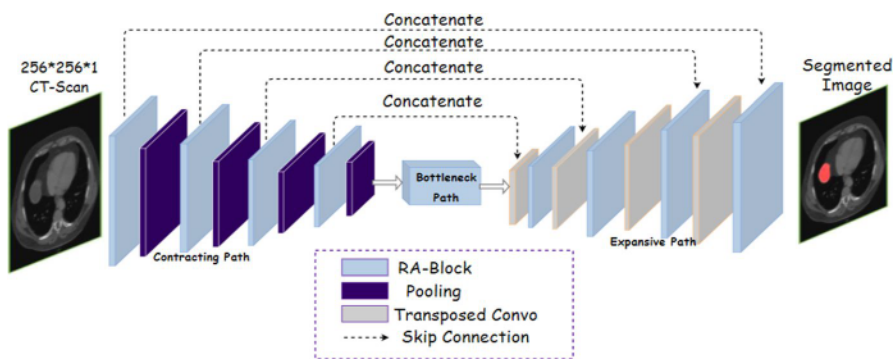 Concatenate
Concatenate
Concatenate
Concatenate
256*256*1
CT-Scan
Segmented
Image
Bottleneck
Path
Contracting Path
Expansive Path
RA-Block
Pooling
Transposed Convo
Skip Connection